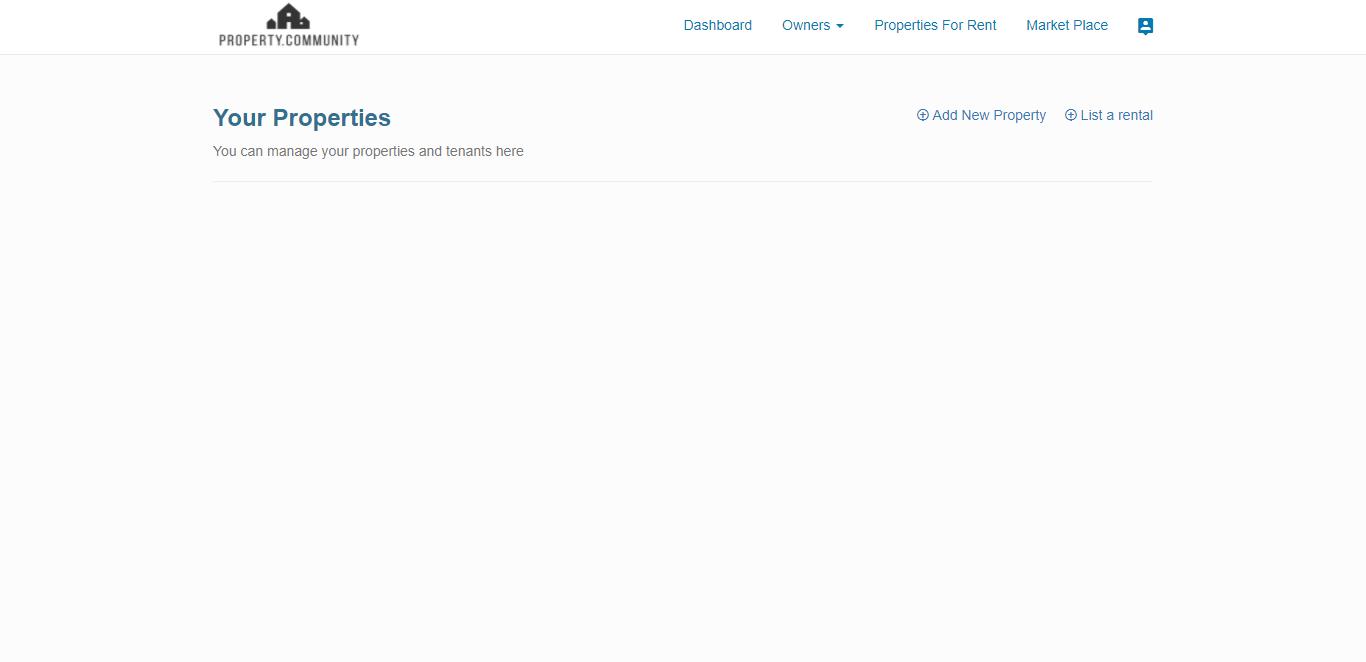 PROPERTY.COMMUNITY
Dashboard Owners Properties For Rent Market Place
Your Properties
Add New Property List a rental
You can manage your properties and tenants here